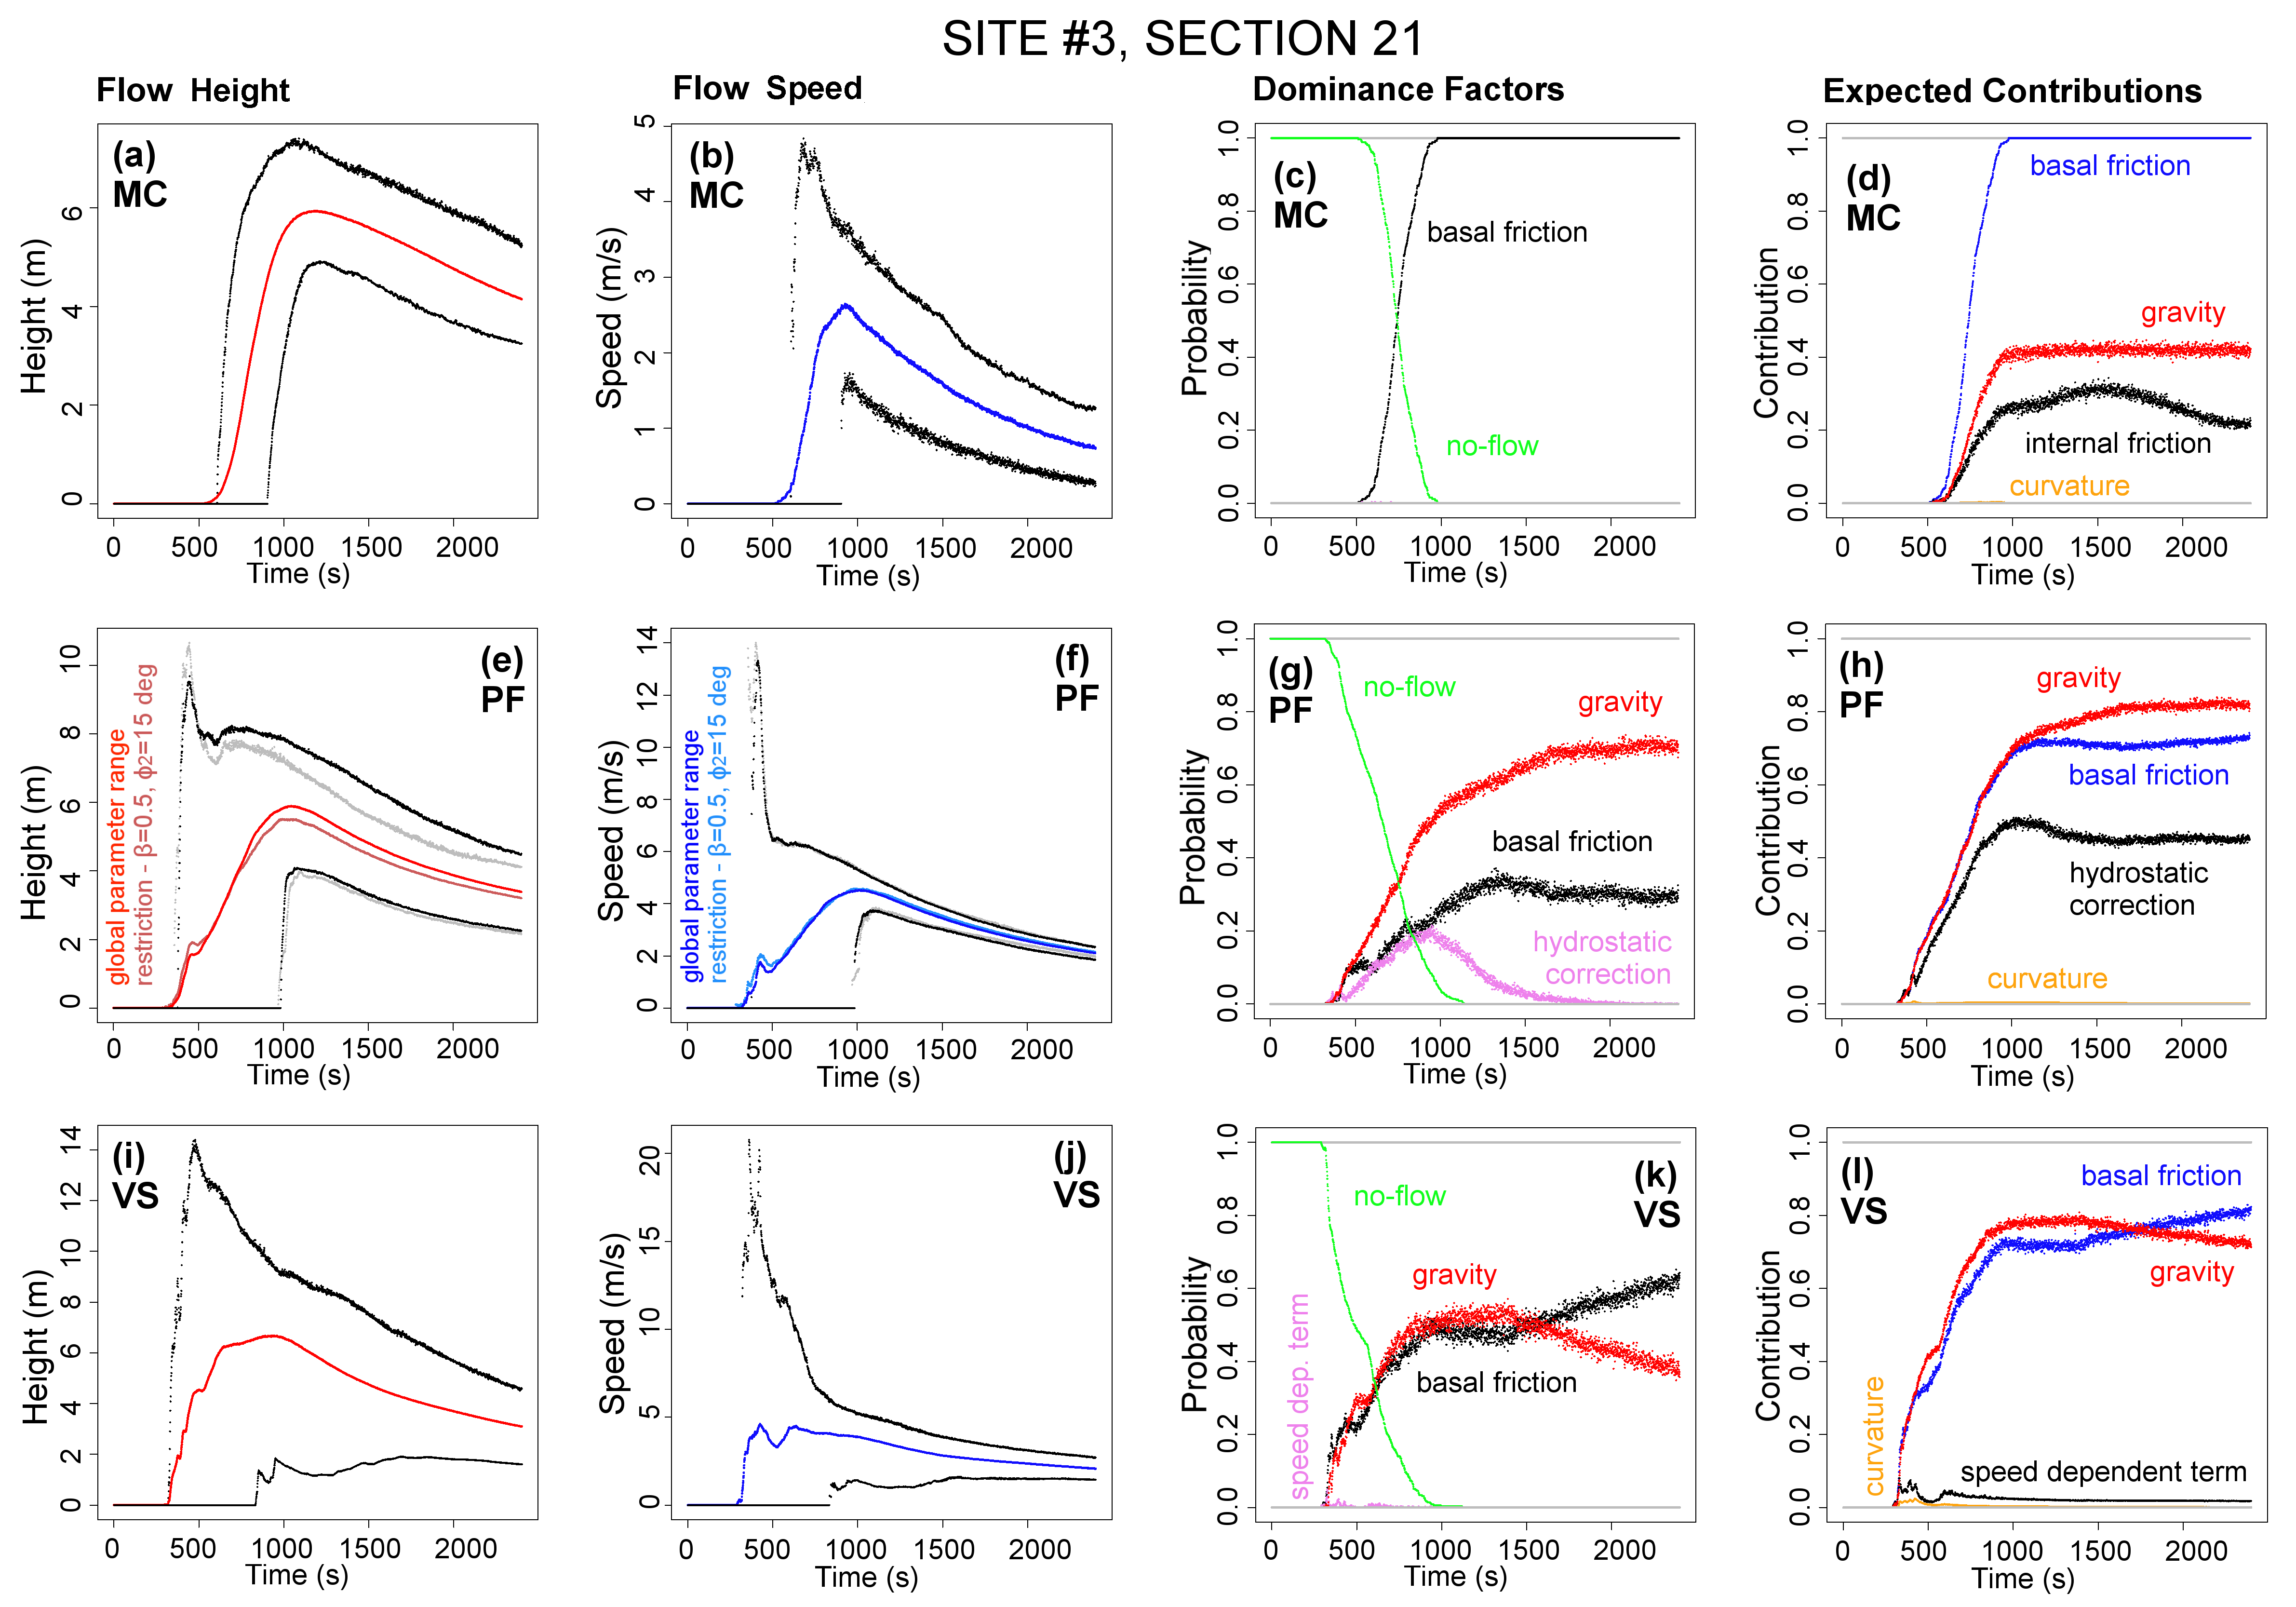 SITE #3, SECTION 21
Flow Height
Flow Speed
Dominance Factors
Expected Contributions
(a)
MC
Height (m)
0 2 4 6
0 500 1000 1500 2000
Time (s)
(b)
MC
Speed (m/s)
0 1 2 3 4 5
0 500 1000 1500 2000
Time (s)
(c)
MC
basal friction
no-flow
Probability
0.0 0.2 0.4 0.6 0.8 1.0
0 500 1000 1500 2000
Time (s)
(d)
MC
basal friction
gravity
internal friction
curvature
Contribution
0.0 0.2 0.4 0.6 0.8 1.0
0 500 1000 1500 2000
Time (s)
(e)
PF
global parameter range
restriction - β=0.5, ϕ2=15 deg
Height (m)
0 2 4 6 8 10
0 500 1000 1500 2000
Time (s)
(f)
PF
global parameter range
restriction - β=0.5, ϕ2=15 deg
Speed (m/s)
0 2 4 6 8 10 12 14
0 500 1000 1500 2000
Time (s)
(g)
PF
no-flow
gravity
basal friction
hydrostatic
correction
Probability
0.0 0.2 0.4 0.6 0.8 1.0
0 500 1000 1500 2000
Time (s)
(h)
PF
gravity
basal friction
hydrostatic
correction
curvature
Contribution
0.0 0.2 0.4 0.6 0.8 1.0
0 500 1000 1500 2000
Time (s)
(i)
VS
Height (m)
0 2 4 6 8 10 12 14
0 500 1000 1500 2000
Time (s)
(j)
VS
Speed (m/s)
0 5 10 15 20
0 500 1000 1500 2000
Time (s)
(k)
VS
no-flow
gravity
basal friction
speed dep. term
Probability
0.0 0.2 0.4 0.6 0.8 1.0
0 500 1000 1500 2000
Time (s)
(l)
VS
basal friction
gravity
curvature
speed dependent term
Contribution
0.0 0.2 0.4 0.6 0.8 1.0
0 500 1000 1500 2000
Time (s)